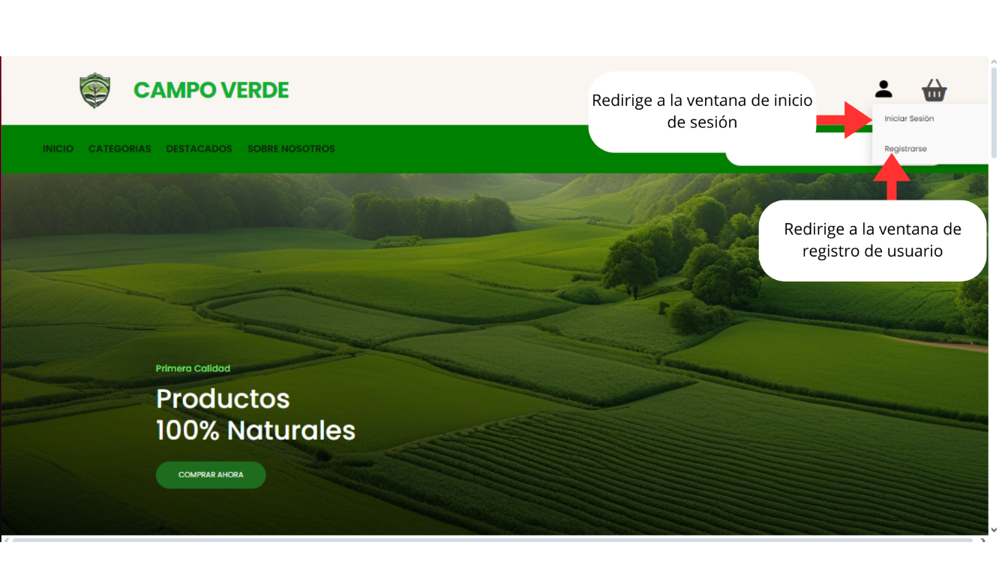 CAMPO VERDE
Redirige a la ventana de inicio
de sesión
Iniciar Sesión
Registrarse
INICIO CATEGORIAS DESTACADOS SOBRE NOSOTROS
Redirige a la ventana de
registro de usuario
Primera Calidad
Productos
100% Naturales
COMPRAR AHORA